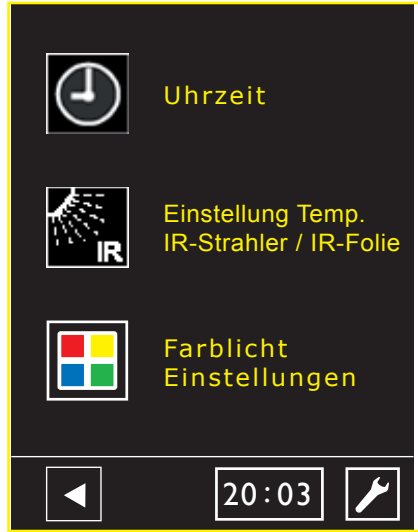 Uhrzeit
IR
Einstellung Temp.
IR-Strahler / IR-Folie
Farblicht
Einstellungen
20:03